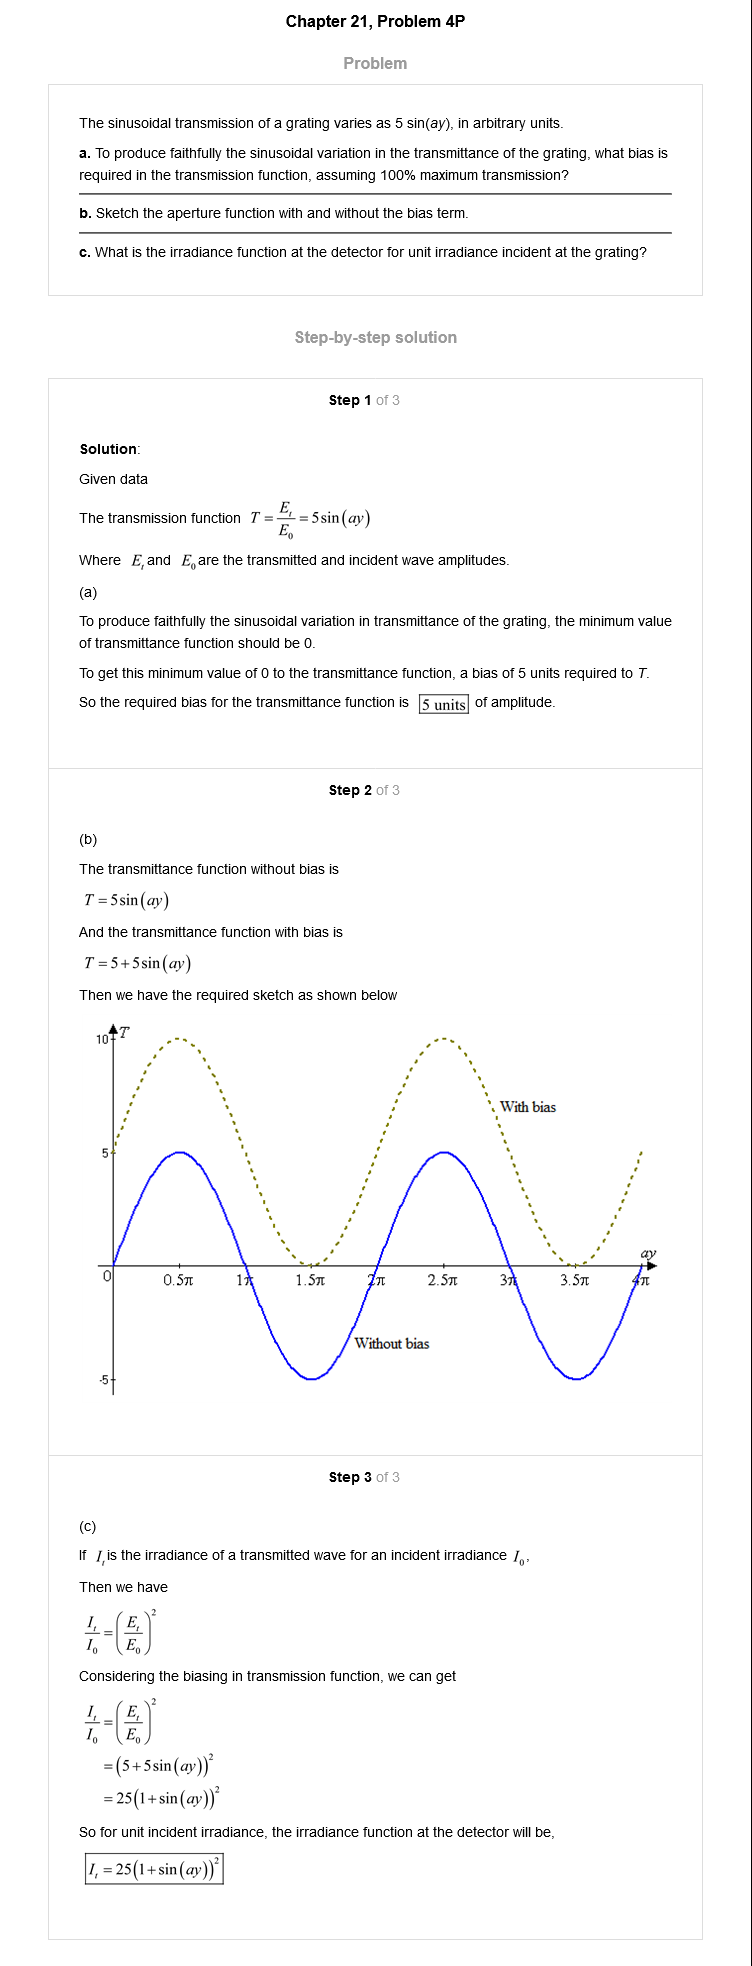 Chapter 21, Problem 4P
Problem
The sinusoidal transmission of a grating varies as 5 sin(ay), in arbitrary units.
a. To produce faithfully the sinusoidal variation in the transmittance of the grating, what bias is
required in the transmission function, assuming 100% maximum transmission?
b. Sketch the aperture function with and without the bias term.
c. What is the irradiance function at the detector for unit irradiance incident at the grating?
Step-by-step solution
Step 1 of 3
Solution:
Given data
The transmission function T = E_t/E_0 = 5 sin(ay)
Where E_t and E_0 are the transmitted and incident wave amplitudes.
(a)
To produce faithfully the sinusoidal variation in transmittance of the grating, the minimum value
of transmittance function should be 0.
To get this minimum value of 0 to the transmittance function, a bias of 5 units required to T.
So the required bias for the transmittance function is 5 units of amplitude.
Step 2 of 3
(b)
The transmittance function without bias is
T = 5 sin(ay)
And the transmittance function with bias is
T = 5 + 5 sin(ay)
Then we have the required sketch as shown below
10 T
With bias
5
ay
0 0.5π 1π 1.5π 2π 2.5π 3π 3.5π 4π
Without bias
-5
Step 3 of 3
(c)
If I_t is the irradiance of a transmitted wave for an incident irradiance I_0,
Then we have
I_t/I_0 = (E_t/E_0)^2
Considering the biasing in transmission function, we can get
I_t/I_0 = (E_t/E_0)^2
= (5 + 5 sin(ay))^2
= 25(1 + sin(ay))^2
So for unit incident irradiance, the irradiance function at the detector will be,
I_t = 25(1 + sin(ay))^2